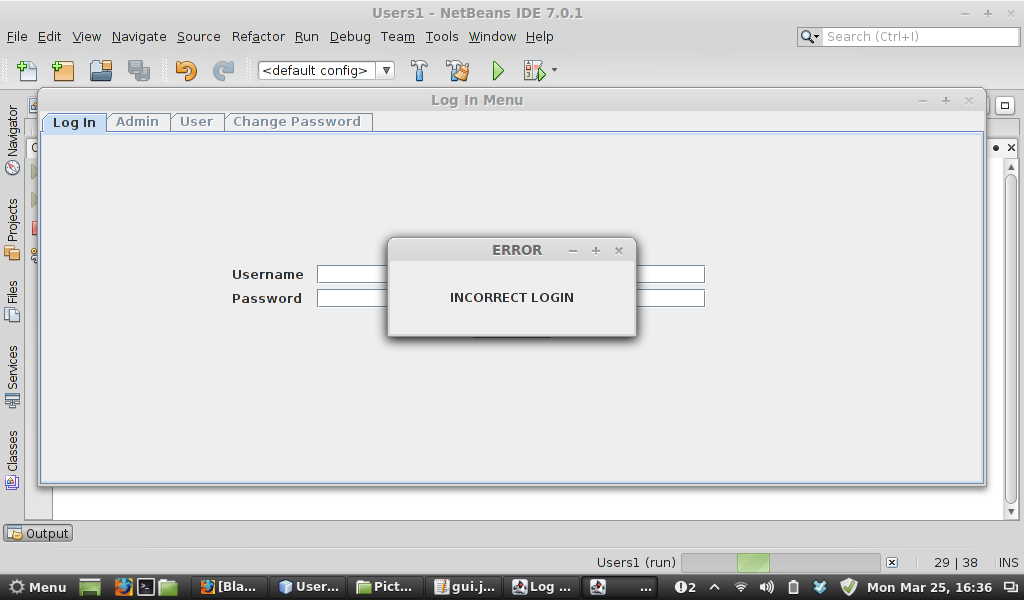 Users1 - NetBeans IDE 7.0.1
File Edit View Navigate Source Refactor Run Debug Team Tools Window Help
Search (Ctrl+I)
<default config>
Log In Menu
Log In Admin User Change Password
Navigator
Projects
Files
Services
Classes
ERROR
INCORRECT LOGIN
Username
Password
Output
Users1 (run)
29 | 38 INS
Menu [Bla... User... Pict... gui.j... Log ... ... 2 Mon Mar 25, 16:36